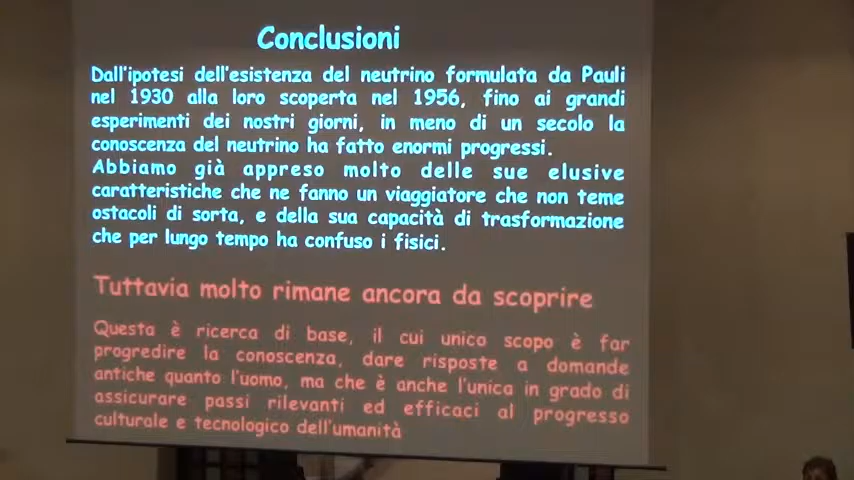 Conclusioni
Dall'ipotesi dell'esistenza del neutrino formulata da Pauli
nel 1930 alla loro scoperta nel 1956, fino ai grandi
esperimenti dei nostri giorni, in meno di un secolo la
conoscenza del neutrino ha fatto enormi progressi.
Abbiamo già appreso molto delle sue elusive
caratteristiche che ne fanno un viaggiatore che non teme
ostacoli di sorta, e della sua capacità di trasformazione
che per lungo tempo ha confuso i fisici.
Tuttavia molto rimane ancora da scoprire
Questa è ricerca di base, il cui unico scopo è far
progredire la conoscenza, dare risposte a domande
antiche quanto l'uomo, ma che è anche l'unica in grado di
assicurare passi rilevanti ed efficaci al progresso
culturale e tecnologico dell'umanità